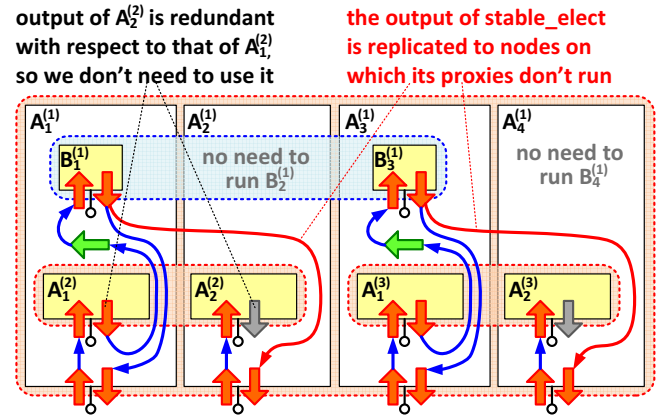 output of A₂⁽²⁾ is redundant
with respect to that of A₁⁽²⁾,
so we don't need to use it
the output of stable_elect
is replicated to nodes on
which its proxies don't run
A₁⁽¹⁾
A₂⁽¹⁾
A₃⁽¹⁾
A₄⁽¹⁾
B₁⁽¹⁾
no need to
run B₂⁽¹⁾
B₃⁽¹⁾
no need to
run B₄⁽¹⁾
A₁⁽²⁾
A₂⁽²⁾
A₁⁽³⁾
A₂⁽³⁾